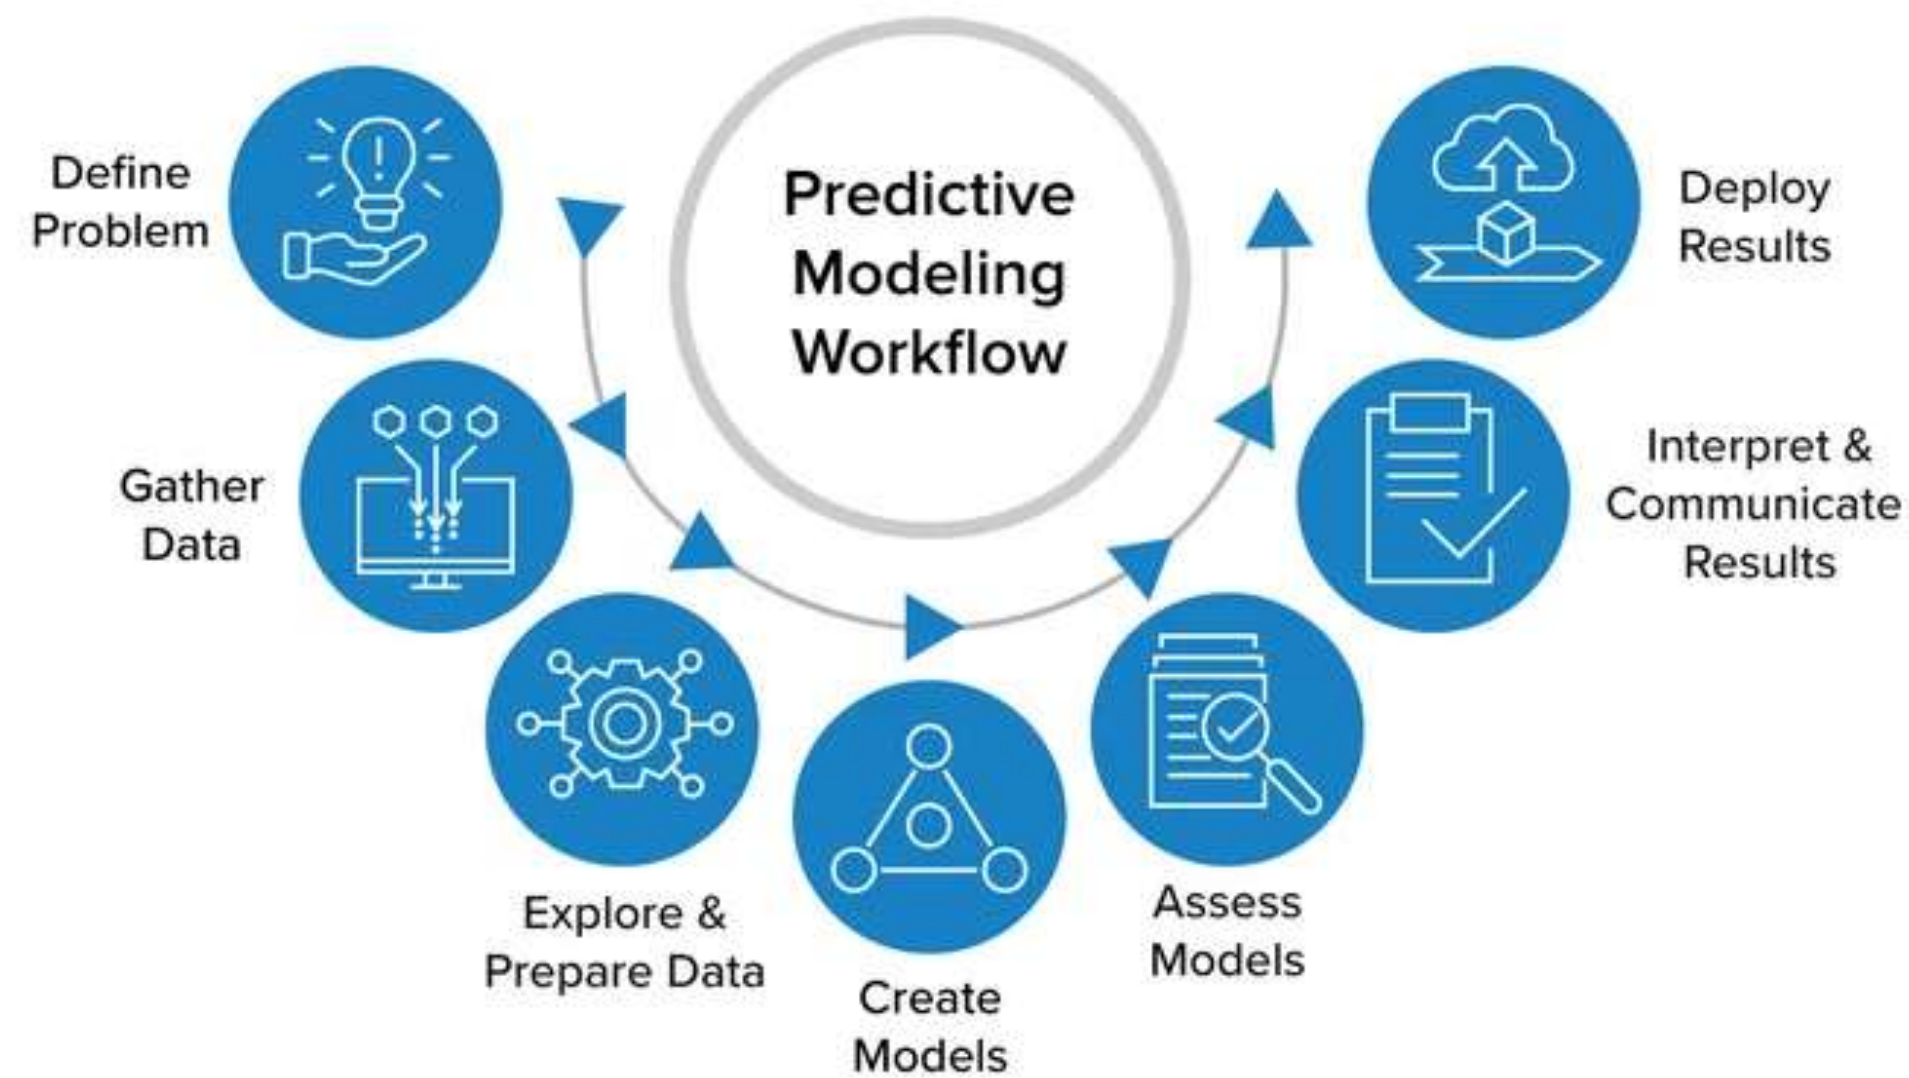 Predictive
Modeling
Workflow
Define
Problem
Gather
Data
Explore &
Prepare Data
Create
Models
Assess
Models
Interpret &
Communicate
Results
Deploy
Results